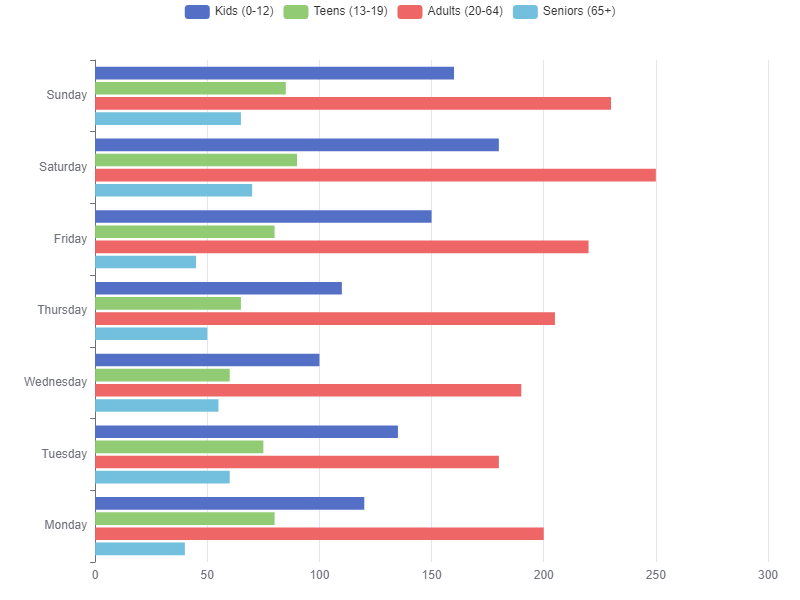 Kids (0-12) Teens (13-19) Adults (20-64) Seniors (65+)
Sunday
Saturday
Friday
Thursday
Wednesday
Tuesday
Monday
0 50 100 150 200 250 300